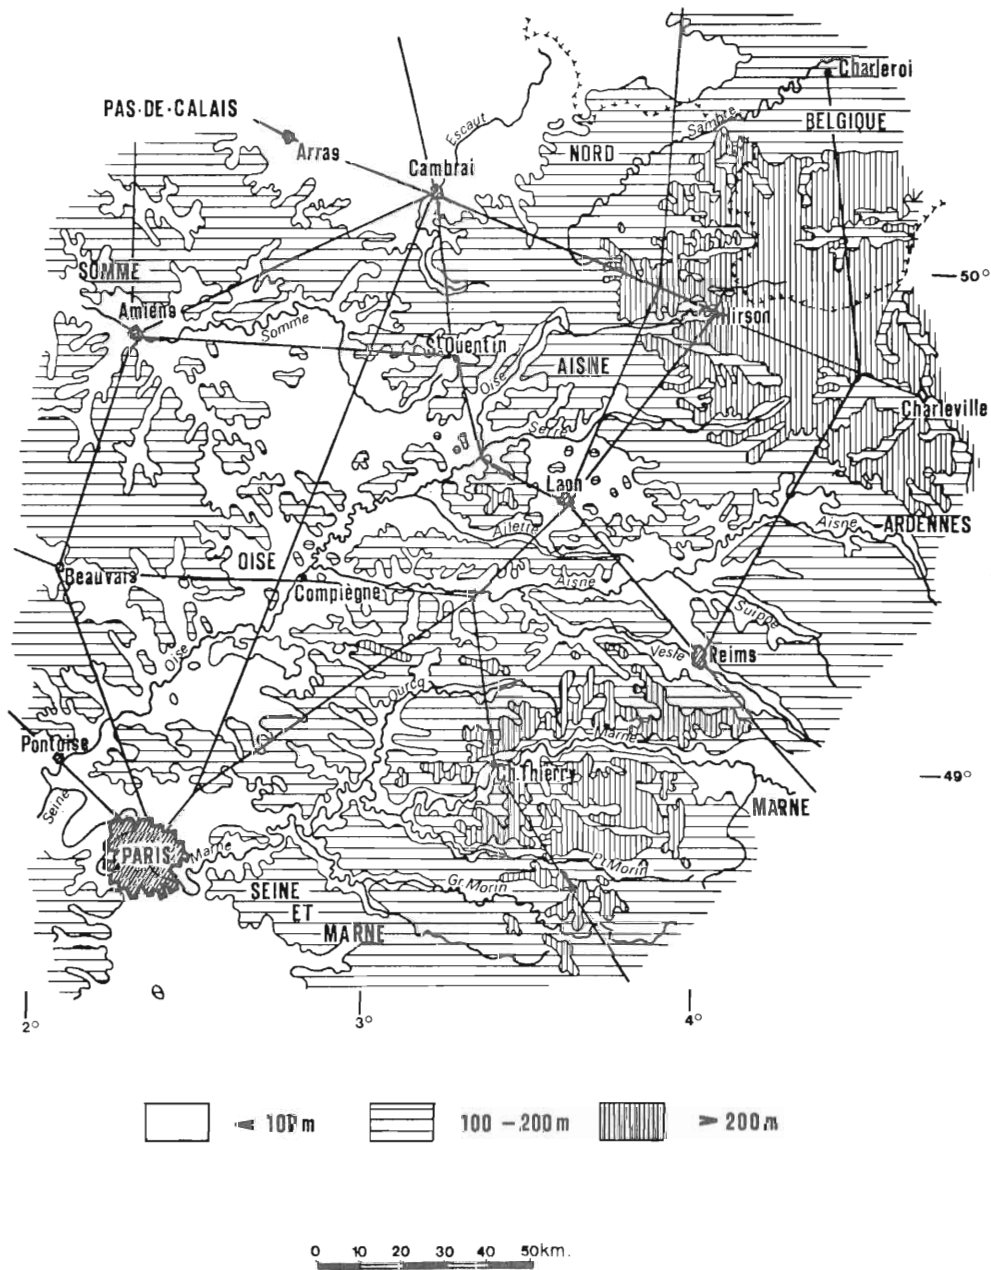 Charleroi
PAS-DE-CALAIS
BELGIQUE
Escaut
Sambre
Arras
NORD
Cambrai
SOMME
50°
Amiens
Somme
Hirson
St Quentin
AISNE
Oise
Charleville
Serre
Laon
Ailette
Aisne
ARDENNES
OISE
Beauvais
Compiègne
Aisne
Suippe
Oise
Vesle
Reims
Ourcq
Marne
Pontoise
Ch.Thierry
49°
Seine
MARNE
PARIS
Marne
Pt Morin
Gr Morin
SEINE
ET
MARNE
2°
3°
4°
< 100 m
100 – 200 m
> 200 m
0 10 20 30 40 50 km.